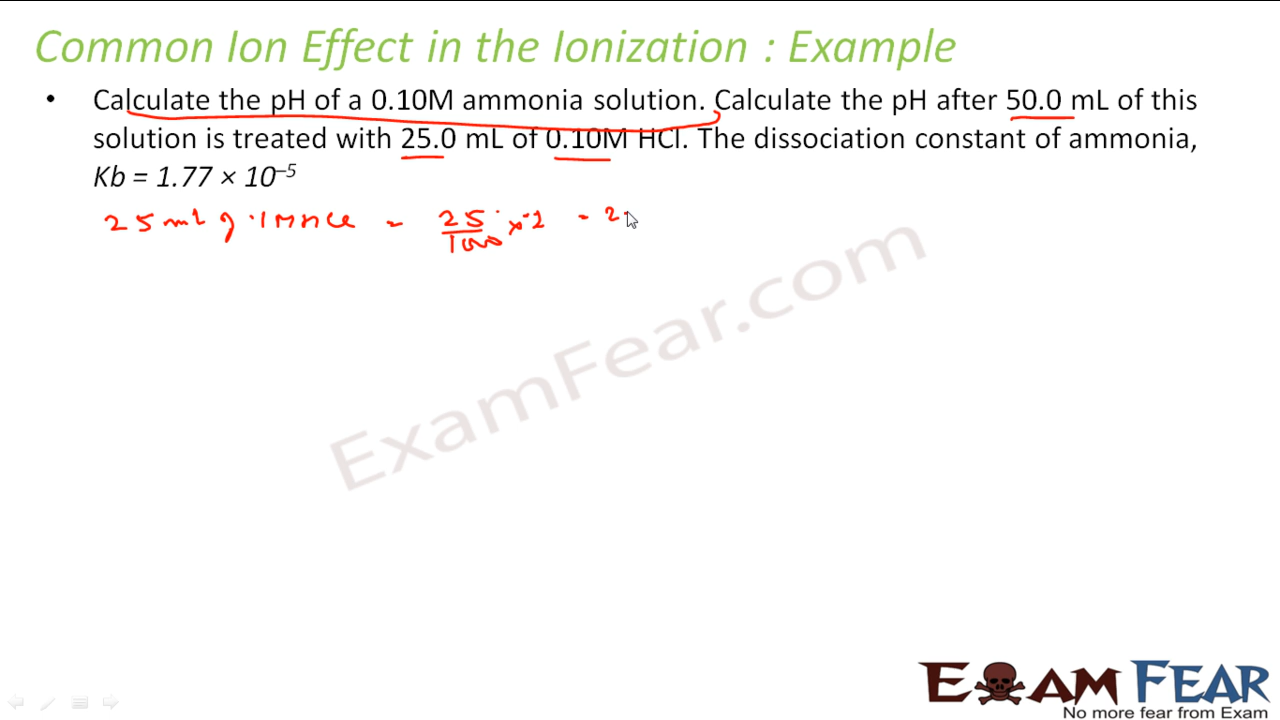 Common Ion Effect in the Ionization : Example
• Calculate the pH of a 0.10M ammonia solution. Calculate the pH after 50.0 mL of this
solution is treated with 25.0 mL of 0.10M HCl. The dissociation constant of ammonia,
Kb = 1.77 × 10⁻⁵
25 ml of .1M HCl = 25/1000 × .1 = 2.
ExamFear.com
EXAM FEAR
No more fear from Exam